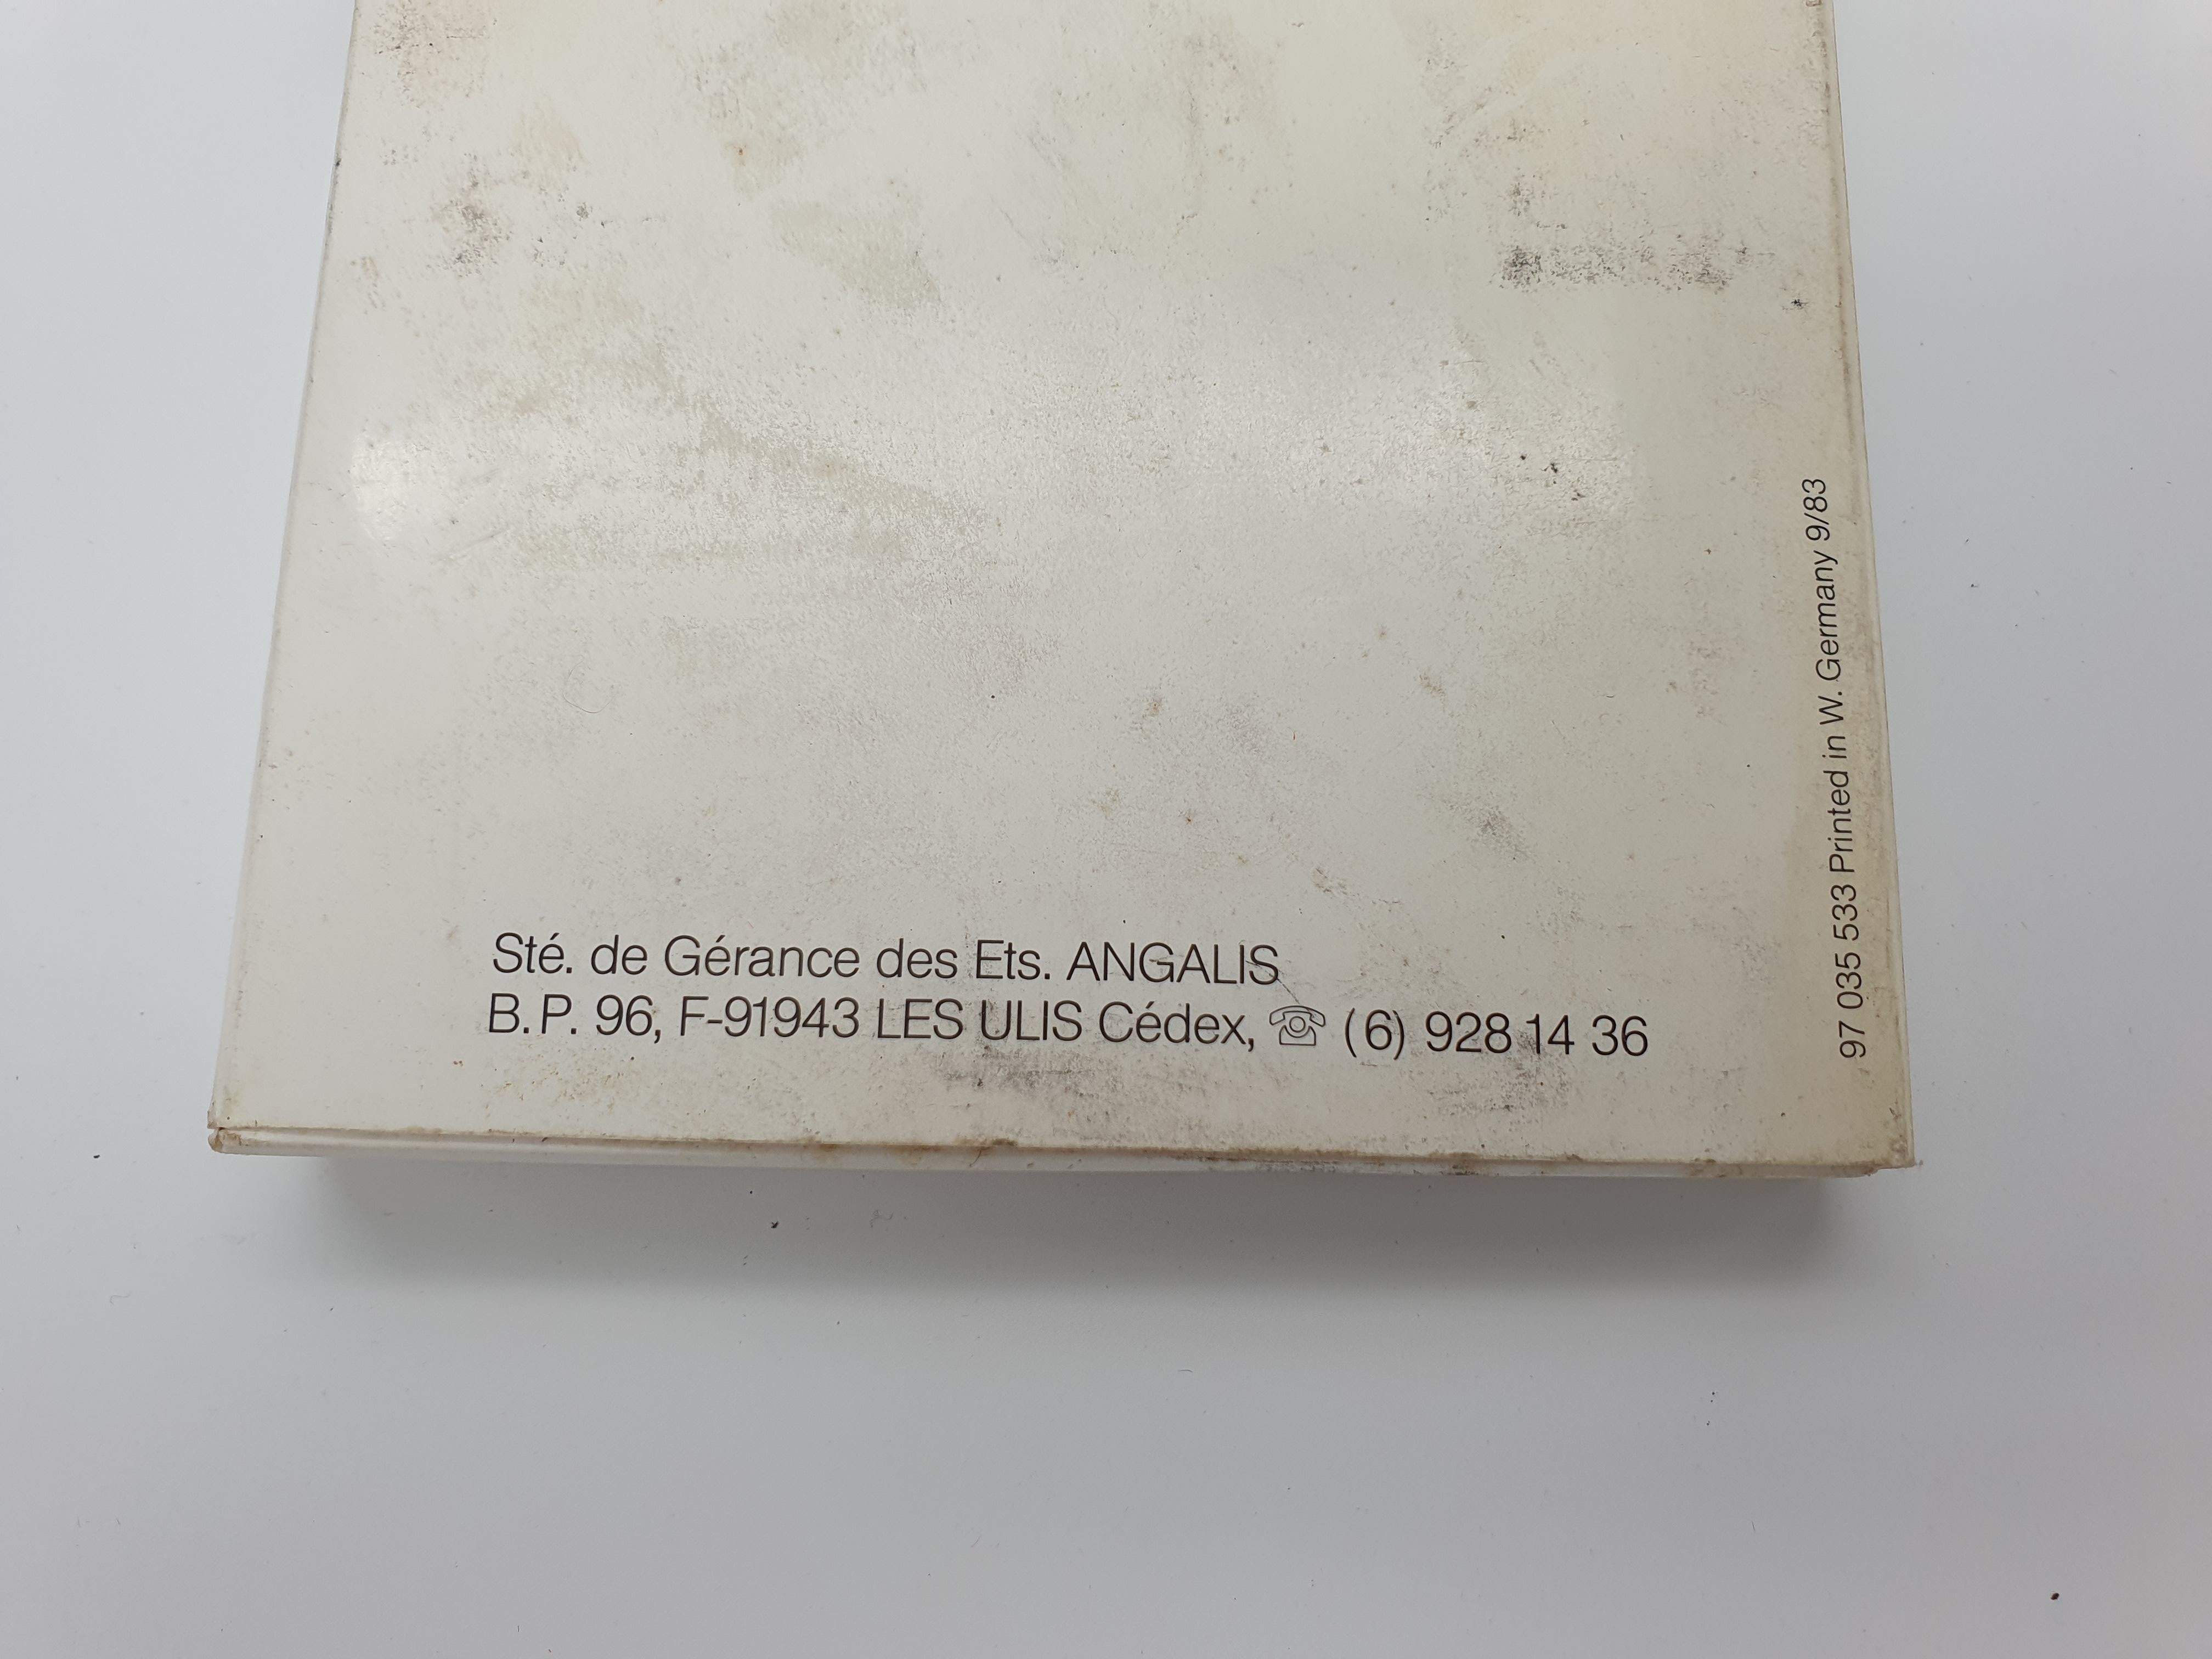 Sté. de Gérance des Ets. ANGALIS
B.P. 96, F-91943 LES ULIS Cédex, ☏ (6) 928 14 36
97 035 533 Printed in W. Germany 9/83